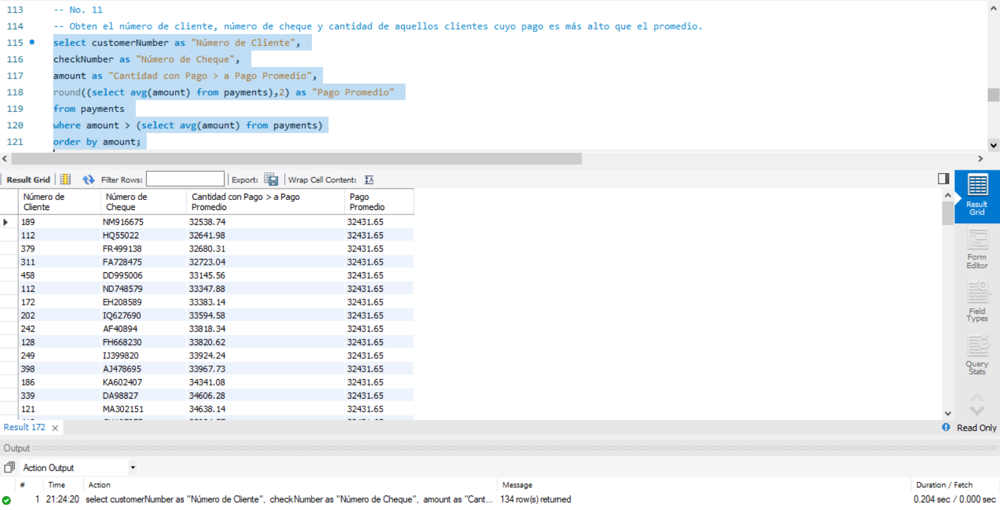 113 -- No. 11
114 -- Obten el número de cliente, número de cheque y cantidad de aquellos clientes cuyo pago es más alto que el promedio.
115 select customerNumber as "Número de Cliente",
116 checkNumber as "Número de Cheque",
117 amount as "Cantidad con Pago > a Pago Promedio",
118 round((select avg(amount) from payments),2) as "Pago Promedio"
119 from payments
120 where amount > (select avg(amount) from payments)
121 order by amount;
Result Grid Filter Rows: Export: Wrap Cell Content: IA
Número de Cliente Número de Cheque Cantidad con Pago > a Pago Promedio Pago Promedio
189 NM916675 32538.74 32431.65
112 HQ55022 32641.98 32431.65
379 FR499138 32680.31 32431.65
311 FA728475 32723.04 32431.65
458 DD995006 33145.56 32431.65
112 ND748579 33347.88 32431.65
172 EH208589 33383.14 32431.65
202 IQ627690 33594.58 32431.65
242 AF40894 33818.34 32431.65
128 FH668230 33820.62 32431.65
249 IJ399820 33924.24 32431.65
398 AJ478695 33967.73 32431.65
186 KA602407 34341.08 32431.65
339 DA98827 34606.28 32431.65
121 MA302151 34638.14 32431.65
Result Grid
Form Editor
Field Types
Query Stats
Result 172 Read Only
Output
Action Output
# Time Action Message Duration / Fetch
1 21:24:20 select customerNumber as "Número de Cliente", checkNumber as "Número de Cheque", amount as "Cant... 134 row(s) returned 0.204 sec / 0.000 sec